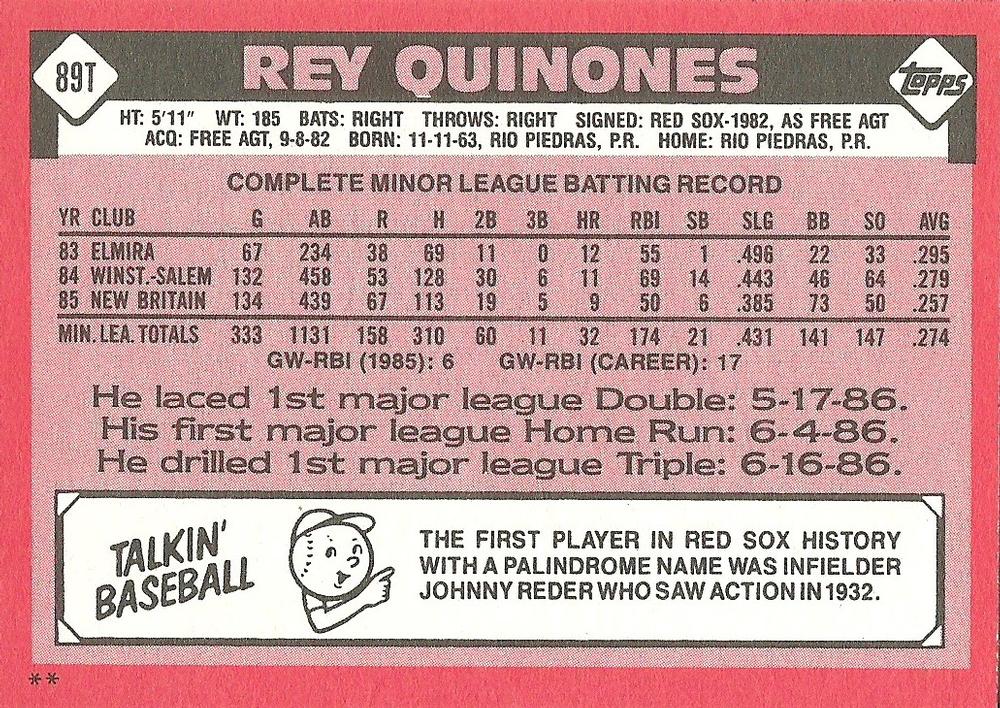 89T
REY QUINONES
topps
HT: 5'11" WT: 185 BATS: RIGHT THROWS: RIGHT SIGNED: RED SOX-1982, AS FREE AGT
ACQ: FREE AGT, 9-8-82 BORN: 11-11-63, RIO PIEDRAS, P.R. HOME: RIO PIEDRAS, P.R.
COMPLETE MINOR LEAGUE BATTING RECORD
YR CLUB G AB R H 2B 3B HR RBI SB SLG BB SO AVG
83 ELMIRA 67 234 38 69 11 0 12 55 1 .496 22 33 .295
84 WINST.-SALEM 132 458 53 128 30 6 11 69 14 .443 46 64 .279
85 NEW BRITAIN 134 439 67 113 19 5 9 50 6 .385 73 50 .257
MIN. LEA. TOTALS 333 1131 158 310 60 11 32 174 21 .431 141 147 .274
GW-RBI (1985): 6 GW-RBI (CAREER): 17
He laced 1st major league Double: 5-17-86.
His first major league Home Run: 6-4-86.
He drilled 1st major league Triple: 6-16-86.
TALKIN'
BASEBALL
THE FIRST PLAYER IN RED SOX HISTORY
WITH A PALINDROME NAME WAS INFIELDER
JOHNNY REDER WHO SAW ACTION IN 1932.
**